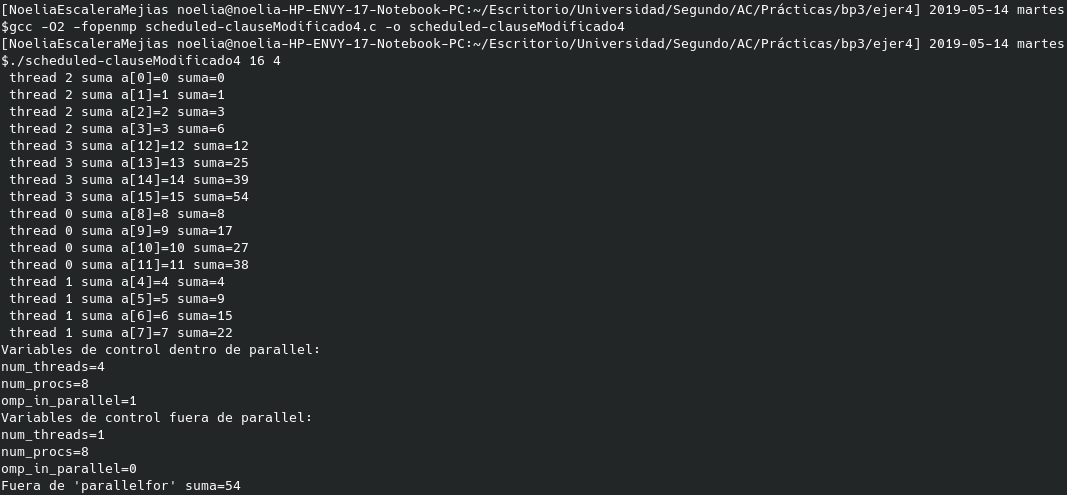 [NoeliaEscaleraMejias noelia@noelia-HP-ENVY-17-Notebook-PC:~/Escritorio/Universidad/Segundo/AC/Prácticas/bp3/ejer4] 2019-05-14 martes
$gcc -O2 -fopenmp scheduled-clauseModificado4.c -o scheduled-clauseModificado4
[NoeliaEscaleraMejias noelia@noelia-HP-ENVY-17-Notebook-PC:~/Escritorio/Universidad/Segundo/AC/Prácticas/bp3/ejer4] 2019-05-14 martes
$./scheduled-clauseModificado4 16 4
thread 2 suma a[0]=0 suma=0
thread 2 suma a[1]=1 suma=1
thread 2 suma a[2]=2 suma=3
thread 2 suma a[3]=3 suma=6
thread 3 suma a[12]=12 suma=12
thread 3 suma a[13]=13 suma=25
thread 3 suma a[14]=14 suma=39
thread 3 suma a[15]=15 suma=54
thread 0 suma a[8]=8 suma=8
thread 0 suma a[9]=9 suma=17
thread 0 suma a[10]=10 suma=27
thread 0 suma a[11]=11 suma=38
thread 1 suma a[4]=4 suma=4
thread 1 suma a[5]=5 suma=9
thread 1 suma a[6]=6 suma=15
thread 1 suma a[7]=7 suma=22
Variables de control dentro de parallel:
num_threads=4
num_procs=8
omp_in_parallel=1
Variables de control fuera de parallel:
num_threads=1
num_procs=8
omp_in_parallel=0
Fuera de 'parallelfor' suma=54